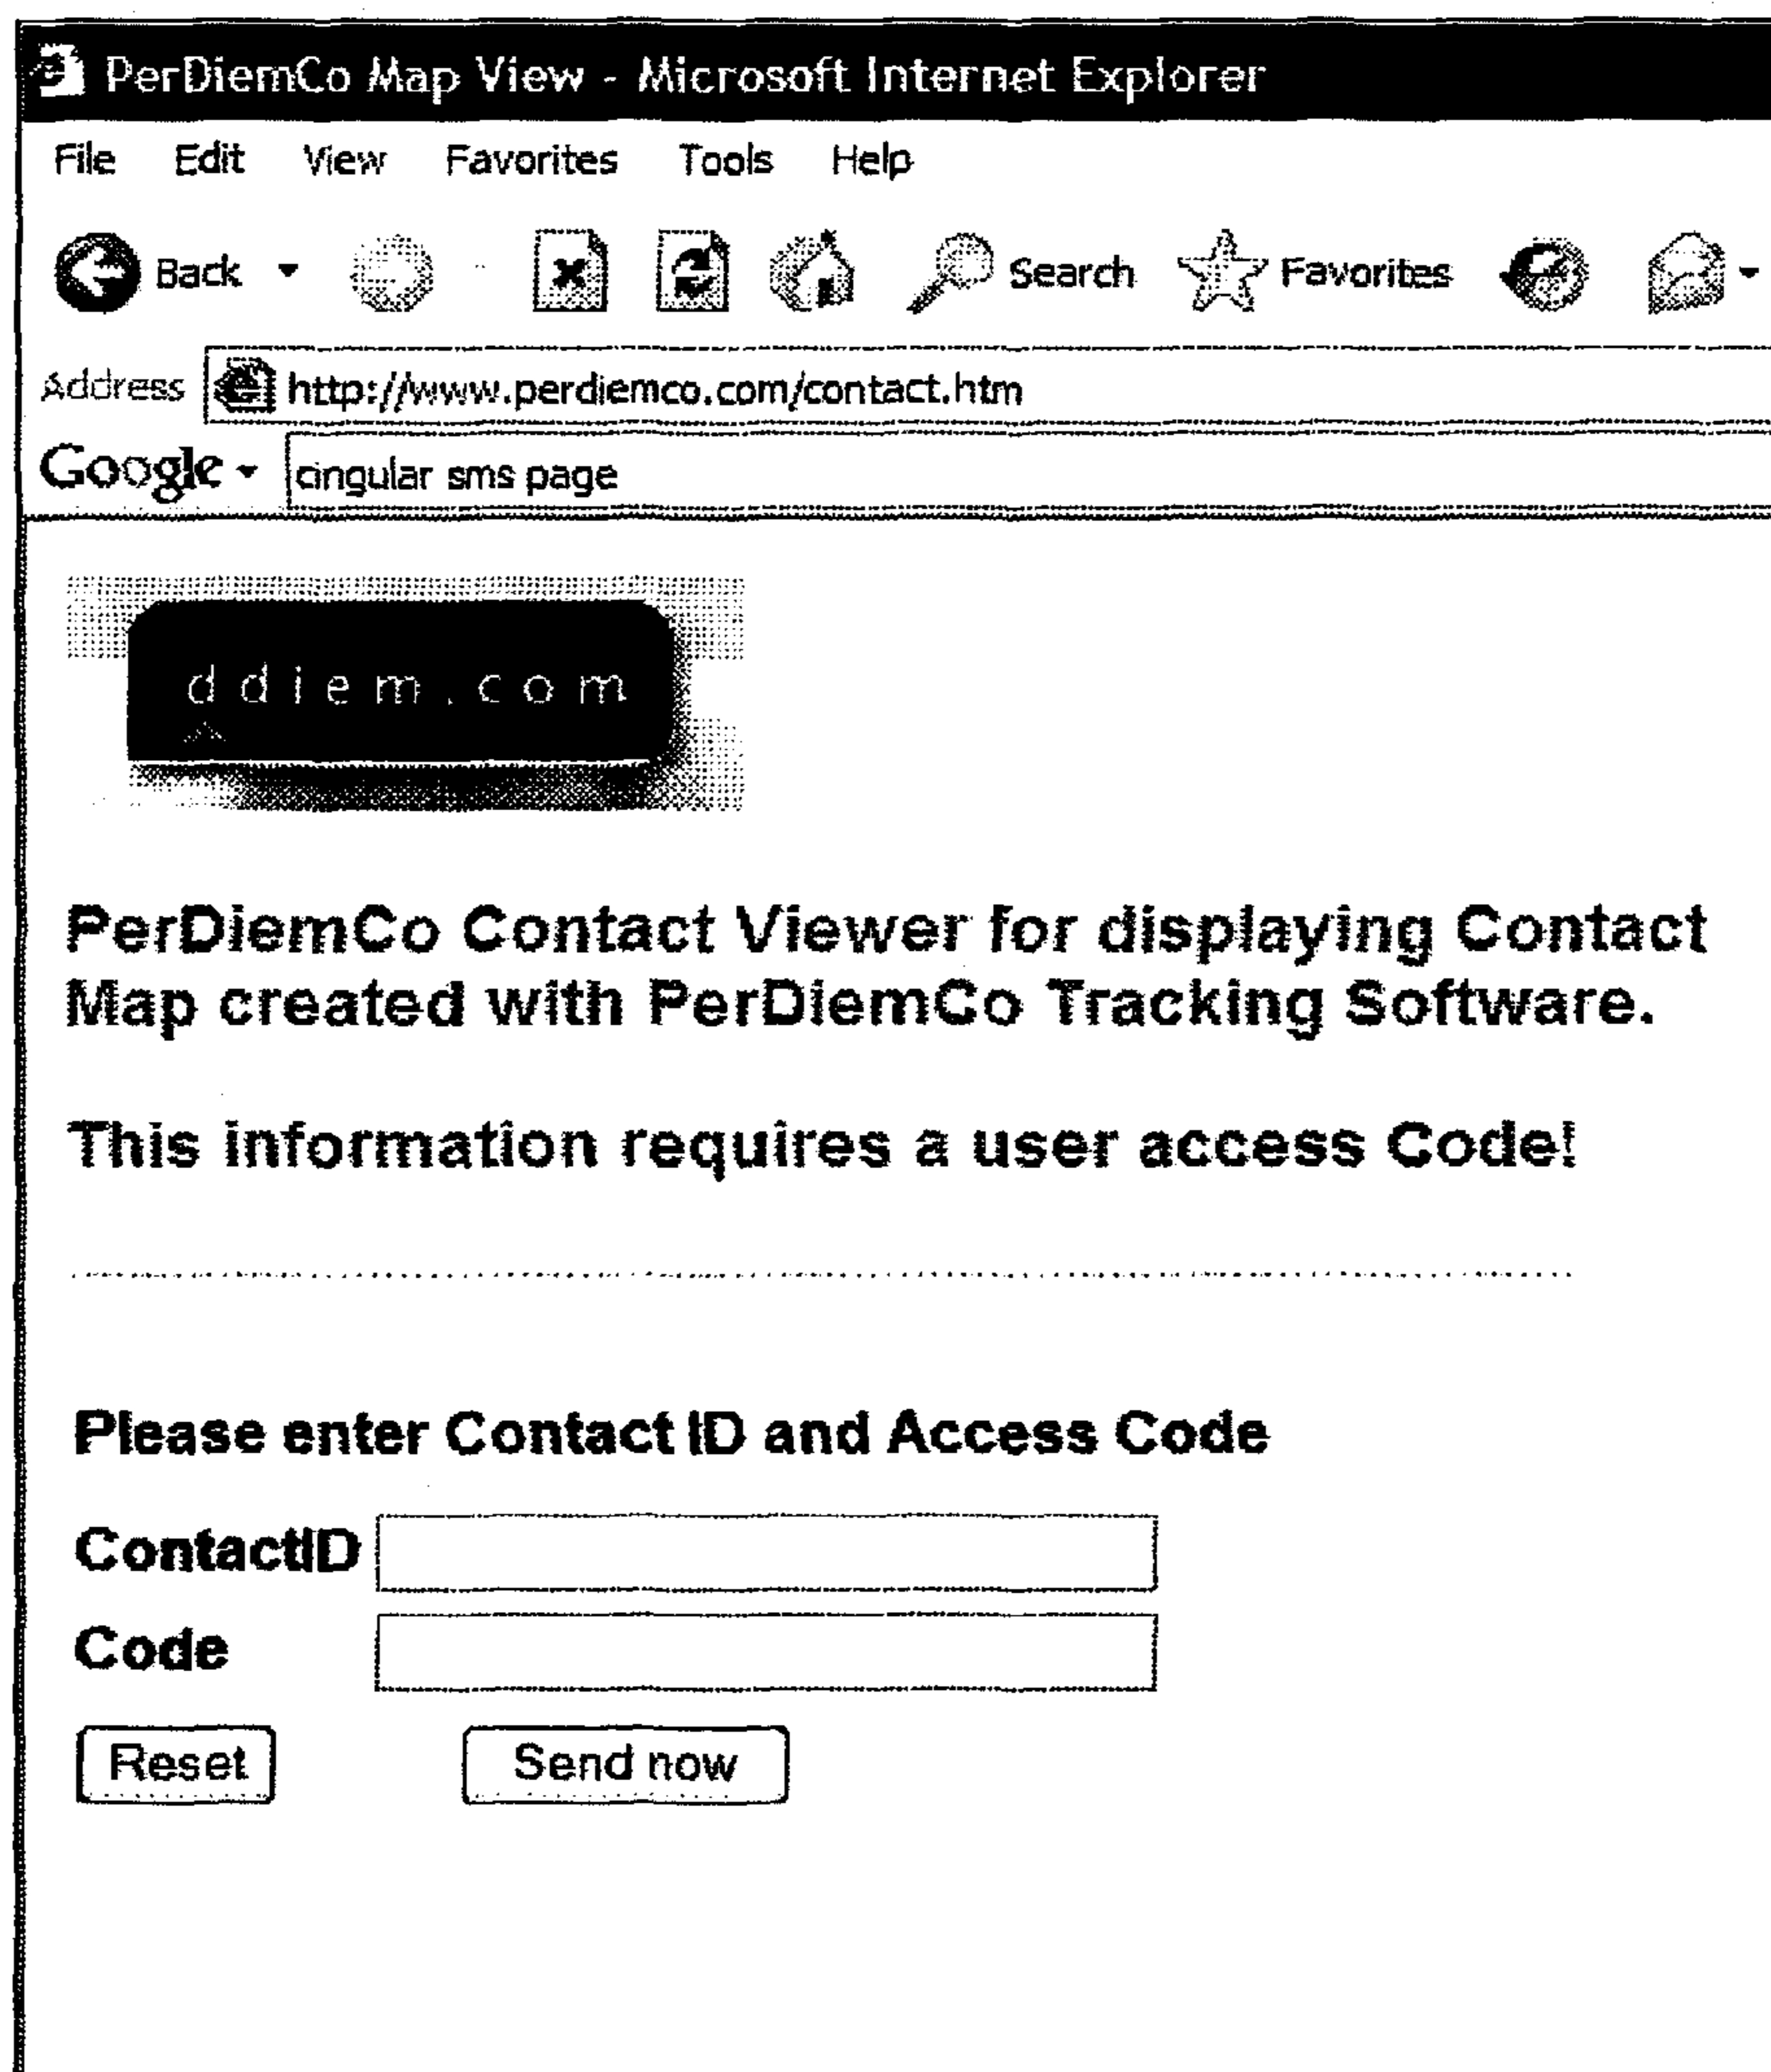 PerDiemCo Map View - Microsoft Internet Explorer
File Edit View Favorites Tools Help
Back Search Favorites
Address http://www.perdiemco.com/contact.htm
Google cingular sms page
ddiem.com
PerDiemCo Contact Viewer for displaying Contact
Map created with PerDiemCo Tracking Software.
This information requires a user access Code!
Please enter Contact ID and Access Code
ContactID
Code
Reset Send now